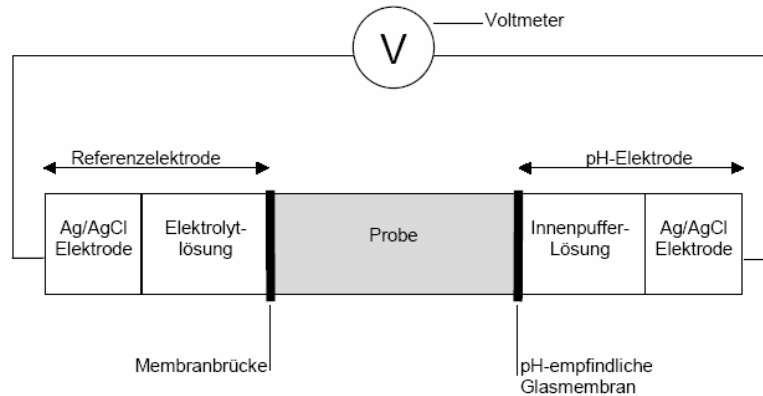 Voltmeter
V
Referenzelektrode
pH-Elektrode
Ag/AgCl
Elektrode
Elektrolyt-
lösung
Probe
Innenpuffer-
Lösung
Ag/AgCl
Elektrode
Membranbrücke
pH-empfindliche
Glasmembran